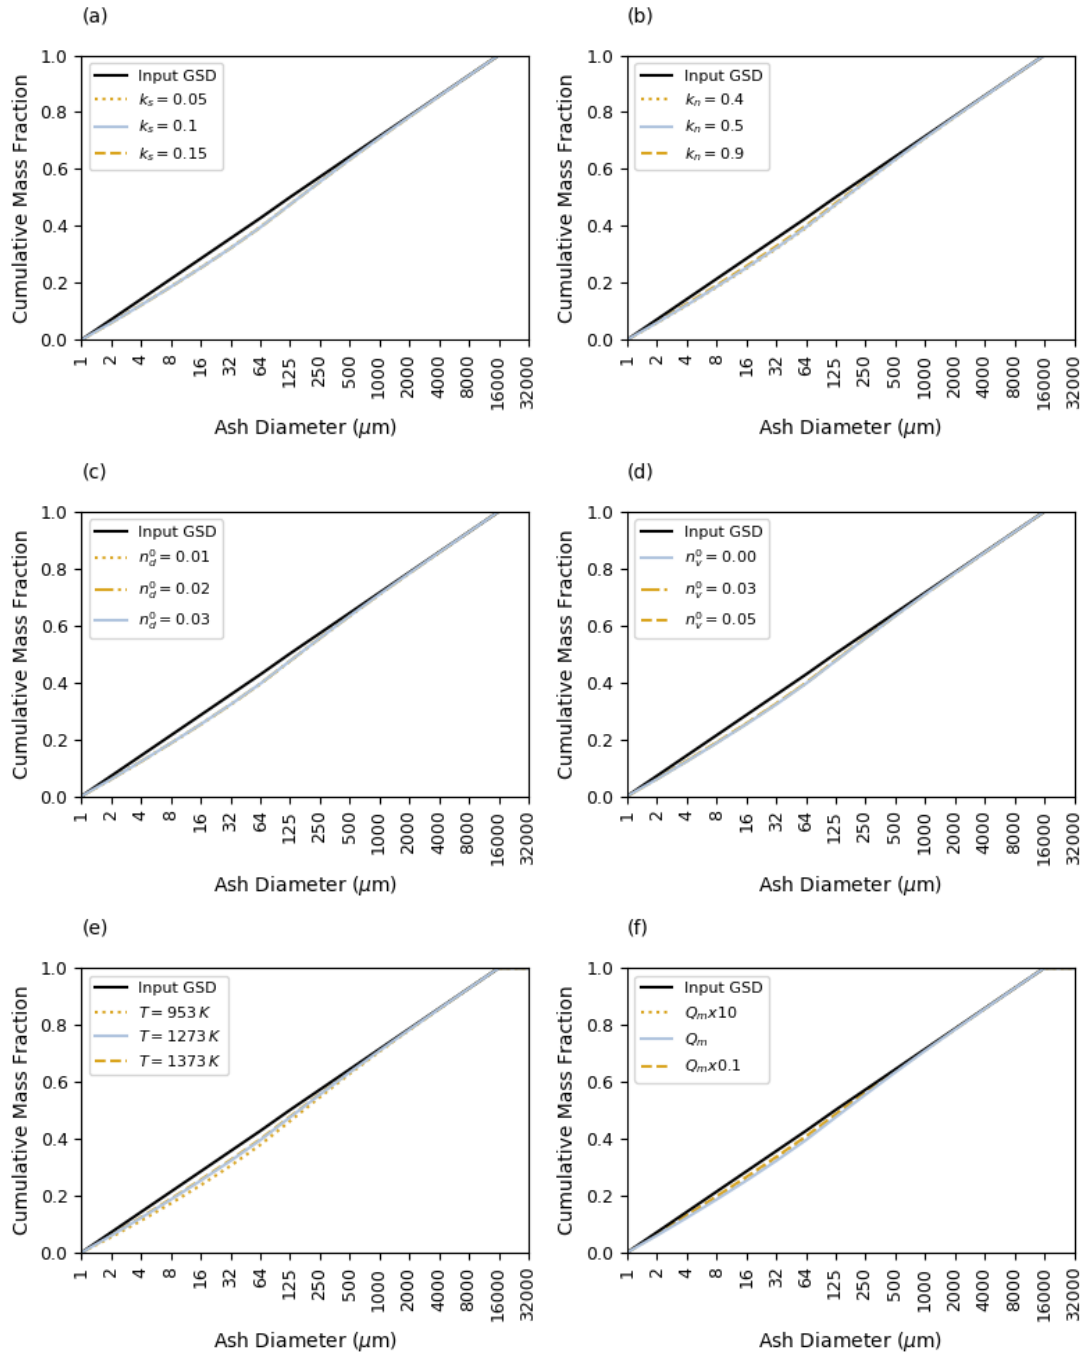 (a)
Cumulative Mass Fraction
1.0
0.8
0.6
0.4
0.2
0.0
Input GSD
k_s = 0.05
k_s = 0.1
k_s = 0.15
1 2 4 8 16 32 64 125 250 500 1000 2000 4000 8000 16000 32000
Ash Diameter (μm)
(b)
Cumulative Mass Fraction
1.0
0.8
0.6
0.4
0.2
0.0
Input GSD
k_n = 0.4
k_n = 0.5
k_n = 0.9
1 2 4 8 16 32 64 125 250 500 1000 2000 4000 8000 16000 32000
Ash Diameter (μm)
(c)
Cumulative Mass Fraction
1.0
0.8
0.6
0.4
0.2
0.0
Input GSD
n_d^0 = 0.01
n_d^0 = 0.02
n_d^0 = 0.03
1 2 4 8 16 32 64 125 250 500 1000 2000 4000 8000 16000 32000
Ash Diameter (μm)
(d)
Cumulative Mass Fraction
1.0
0.8
0.6
0.4
0.2
0.0
Input GSD
n_v^0 = 0.00
n_v^0 = 0.03
n_v^0 = 0.05
1 2 4 8 16 32 64 125 250 500 1000 2000 4000 8000 16000 32000
Ash Diameter (μm)
(e)
Cumulative Mass Fraction
1.0
0.8
0.6
0.4
0.2
0.0
Input GSD
T = 953 K
T = 1273 K
T = 1373 K
1 2 4 8 16 32 64 125 250 500 1000 2000 4000 8000 16000 32000
Ash Diameter (μm)
(f)
Cumulative Mass Fraction
1.0
0.8
0.6
0.4
0.2
0.0
Input GSD
Q_m x10
Q_m
Q_m x0.1
1 2 4 8 16 32 64 125 250 500 1000 2000 4000 8000 16000 32000
Ash Diameter (μm)